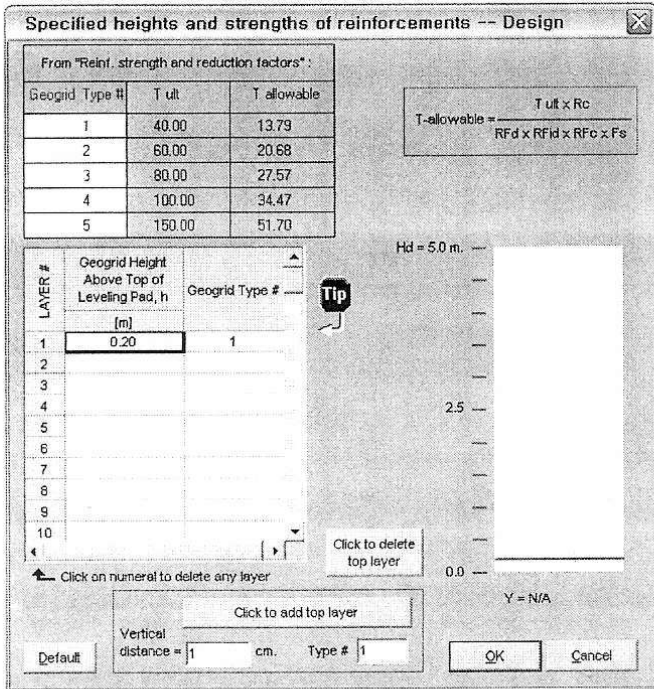 Specified heights and strengths of reinforcements -- Design
From "Reinf. strength and reduction factors" :
Geogrid Type # T ult T allowable
1 40.00 13.79
2 60.00 20.68
3 80.00 27.57
4 100.00 34.47
5 150.00 51.70
T-allowable = T ult x Rc
RFd x RFid x RFc x Fs
LAYER #
Geogrid Height
Above Top of
Leveling Pad, h
[m]
Geogrid Type #
1 0.20 1
2
3
4
5
6
7
8
9
10
Tip
Hd = 5.0 m.
2.5
0.0
Y = N/A
Click to delete
top layer
Click on numeral to delete any layer
Click to add top layer
Vertical
distance = 1 cm. Type # 1
Default
OK
Cancel